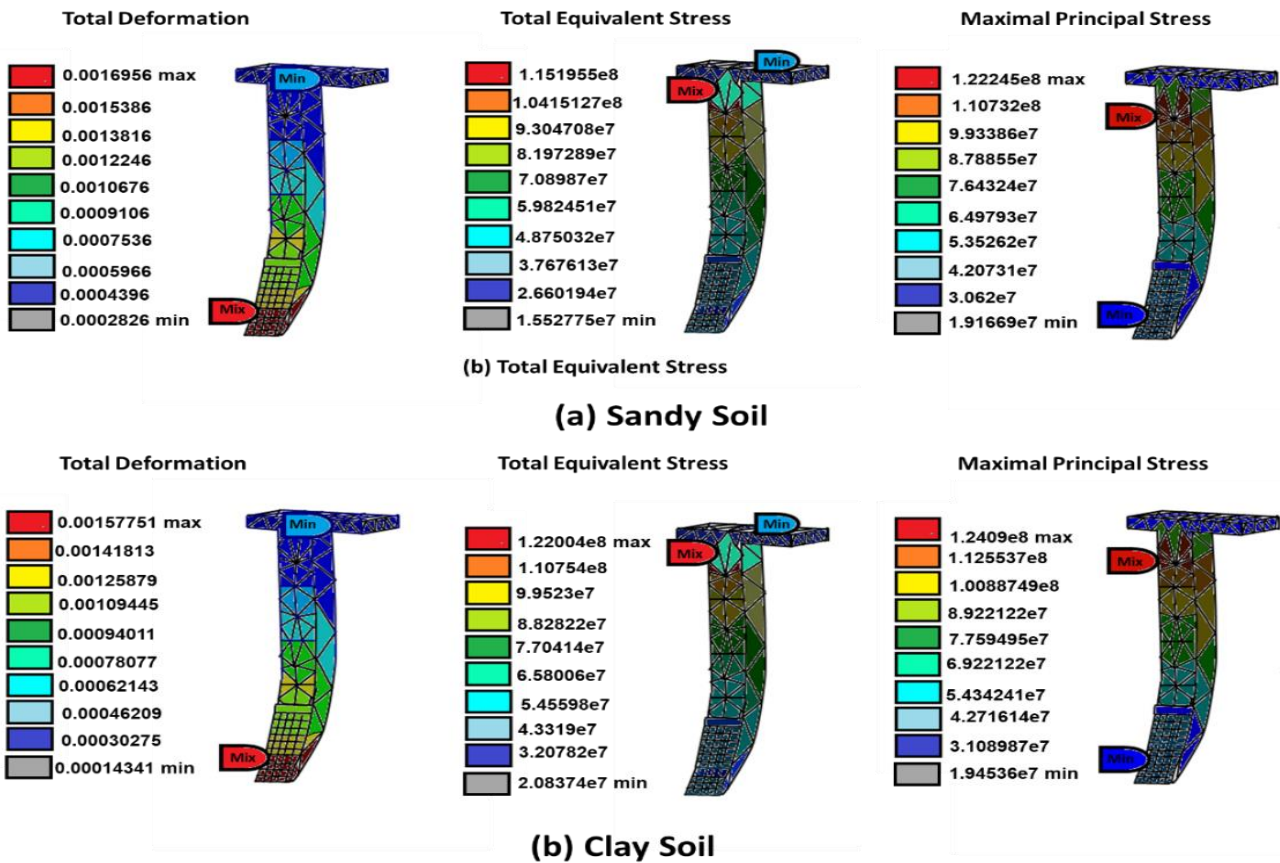 Total Deformation
0.0016956 max
0.0015386
0.0013816
0.0012246
0.0010676
0.0009106
0.0007536
0.0005966
0.0004396
0.0002826 min
Min
Mix
Total Equivalent Stress
1.151955e8
1.0415127e8
9.304708e7
8.197289e7
7.08987e7
5.982451e7
4.875032e7
3.767613e7
2.660194e7
1.552775e7 min
Min
Mix
(b) Total Equivalent Stress
Maximal Principal Stress
1.22245e8 max
1.10732e8
9.93386e7
8.78855e7
7.64324e7
6.49793e7
5.35262e7
4.20731e7
3.062e7
1.91669e7 min
Mix
Min
(a) Sandy Soil
Total Deformation
0.00157751 max
0.00141813
0.00125879
0.00109445
0.00094011
0.00078077
0.00062143
0.00046209
0.00030275
0.00014341 min
Min
Mix
Total Equivalent Stress
1.22004e8 max
1.10754e8
9.9523e7
8.82822e7
7.70414e7
6.58006e7
5.45598e7
4.3319e7
3.20782e7
2.08374e7 min
Min
Mix
Maximal Principal Stress
1.2409e8 max
1.125537e8
1.0088749e8
8.922122e7
7.759495e7
6.922122e7
5.434241e7
4.271614e7
3.108987e7
1.94536e7 min
Mix
Min
(b) Clay Soil